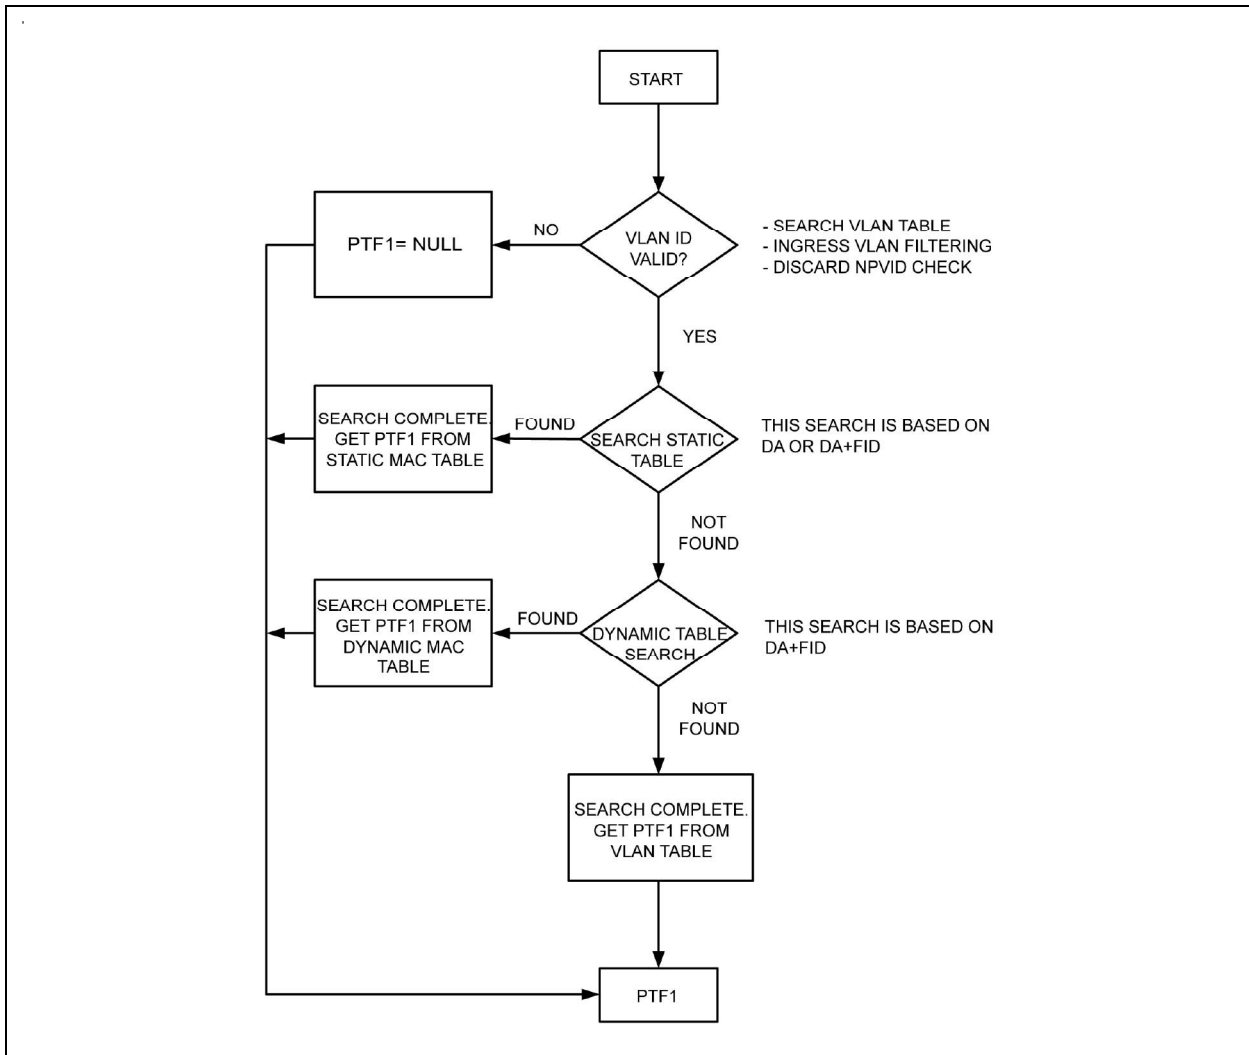 START
PTF1= NULL
NO
VLAN ID
VALID?
- SEARCH VLAN TABLE
- INGRESS VLAN FILTERING
- DISCARD NPVID CHECK
YES
SEARCH COMPLETE.
GET PTF1 FROM
STATIC MAC TABLE
FOUND
SEARCH STATIC
TABLE
THIS SEARCH IS BASED ON
DA OR DA+FID
NOT
FOUND
SEARCH COMPLETE.
GET PTF1 FROM
DYNAMIC MAC
TABLE
FOUND
DYNAMIC TABLE
SEARCH
THIS SEARCH IS BASED ON
DA+FID
NOT
FOUND
SEARCH COMPLETE.
GET PTF1 FROM
VLAN TABLE
PTF1